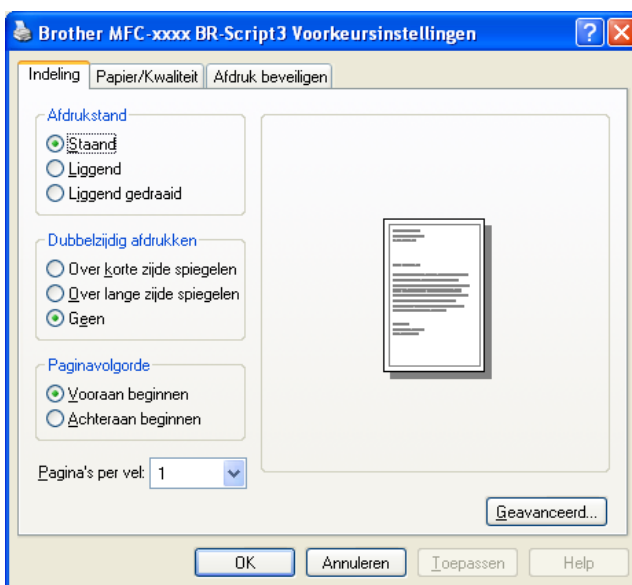 Brother MFC-xxxx BR-Script3 Voorkeursinstellingen
Indeling Papier/Kwaliteit Afdruk beveiligen
Afdrukstand
Staand
Liggend
Liggend gedraaid
Dubbelzijdig afdrukken
Over korte zijde spiegelen
Over lange zijde spiegelen
Geen
Paginavolgorde
Vooraan beginnen
Achteraan beginnen
Pagina's per vel: 1
Geavanceerd...
OK Annuleren Toepassen Help